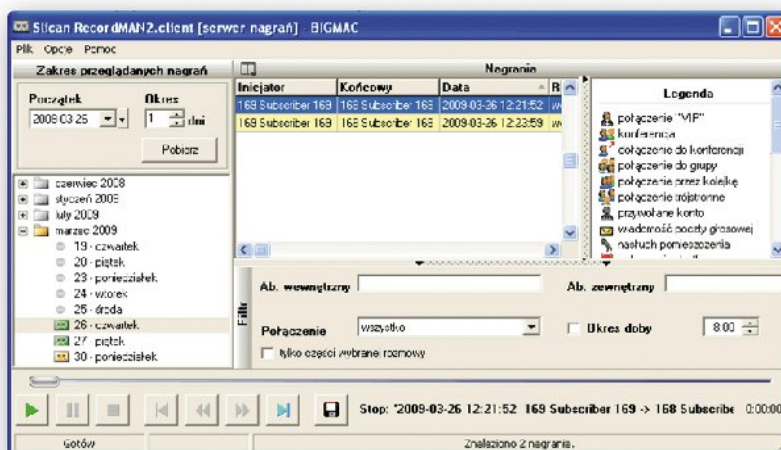 Slican RecordMAN2.client [serwer nagrań] - BIGMAC
Plik Opcje Pomoc
Zakres przeglądanych nagrań
Początek Okres
2009-03-26 1 dni
Pobierz
czerwiec 2008
styczeń 2009
luty 2009
marzec 2009
19 - czwartek
20 - piątek
23 - poniedziałek
24 - wtorek
25 - środa
26 - czwartek
27 - piątek
30 - poniedziałek
Nagrania
Inicjator Końcowy Data R
169 Subscriber 169 168 Subscriber 168 2009-03-26 12:21:52
169 Subscriber 169 168 Subscriber 168 2009-03-26 12:23:59
Legenda
połączenie "VIP"
konferencja
dołączenie do konferencji
połączenie do grupy
połączenie przez kolejkę
połączenie trójstronne
przywołane konto
wiadomość poczty głosowej
nasłuch pomieszczenia
Filtr
Ab. wewnętrzny Ab. zewnętrzny
Połączenie wszystko Okres doby 8:00
tylko części wybranej rozmowy
Stop: "2009-03-26 12:21:52 169 Subscriber 169 -> 168 Subscribe 0:00:00
Gotów Znaleziono 2 nagrania.